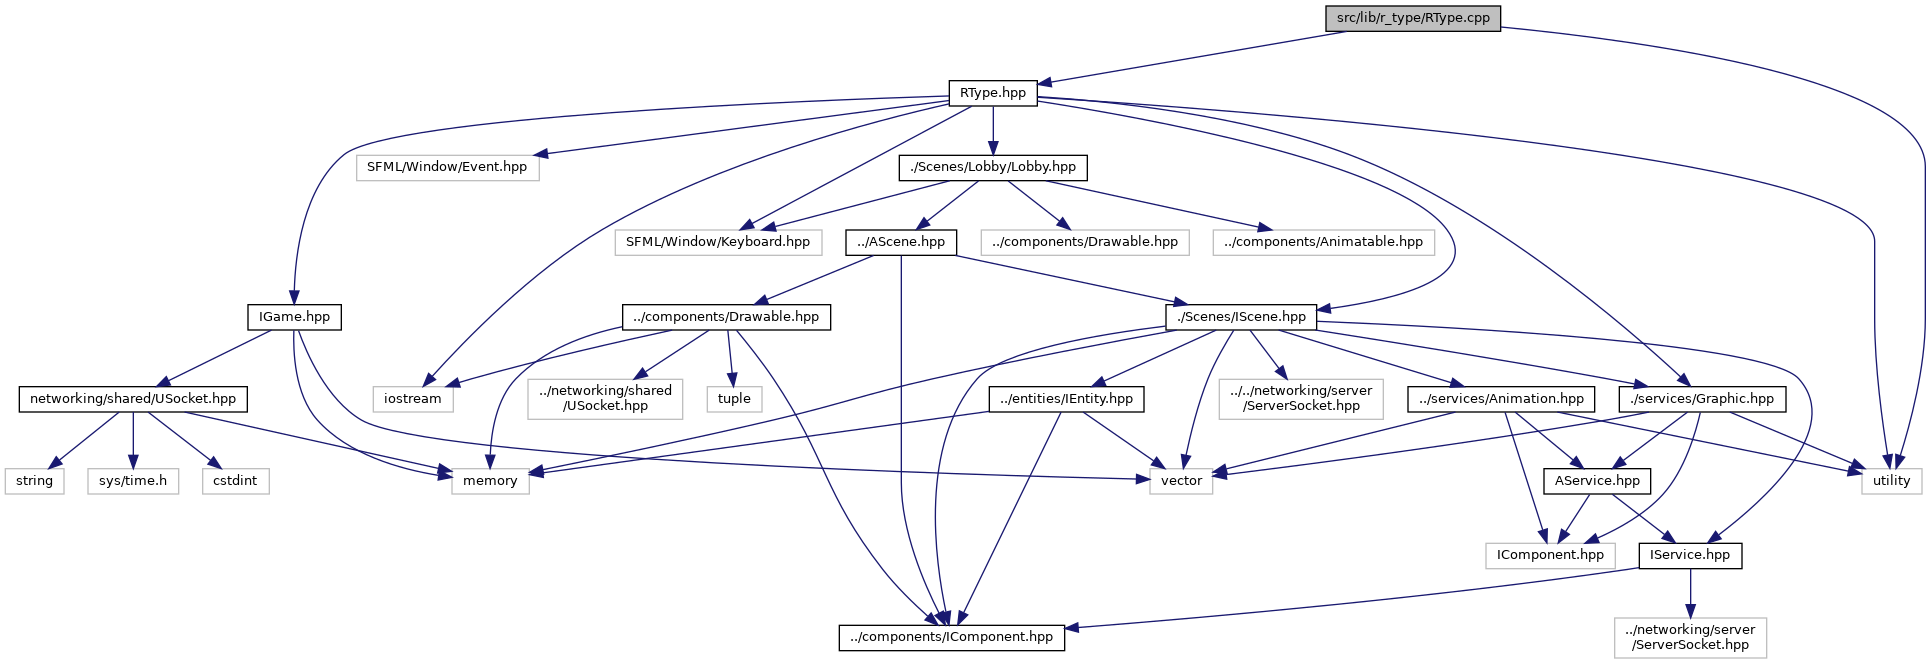 src/lib/r_type/RType.cpp
RType.hpp
SFML/Window/Event.hpp
./Scenes/Lobby/Lobby.hpp
SFML/Window/Keyboard.hpp
../AScene.hpp
../components/Drawable.hpp
../components/Animatable.hpp
IGame.hpp
../components/Drawable.hpp
./Scenes/IScene.hpp
networking/shared/USocket.hpp
iostream
../networking/shared
/USocket.hpp
tuple
../entities/IEntity.hpp
../../networking/server
/ServerSocket.hpp
../services/Animation.hpp
./services/Graphic.hpp
string
sys/time.h
cstdint
memory
vector
AService.hpp
utility
IComponent.hpp
IService.hpp
../components/IComponent.hpp
../networking/server
/ServerSocket.hpp